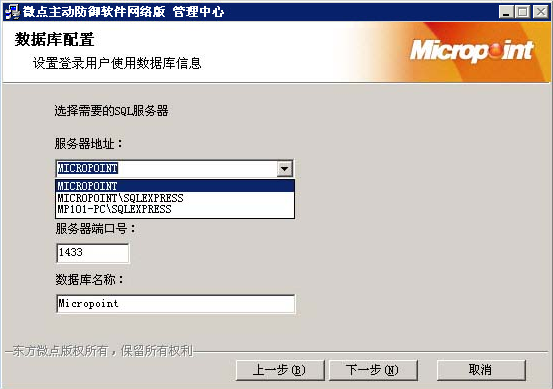 微点主动防御软件网络版 管理中心
数据库配置
设置登录用户使用数据库信息
Micropoint
选择需要的SQL服务器
服务器地址：
MICROPOINT
MICROPOINT
MICROPOINT\SQLEXPRESS
MP101-PC\SQLEXPRESS
服务器端口号：
1433
数据库名称：
Micropoint
东方微点版权所有，保留所有权利
上一步(B) 下一步(N) 取消